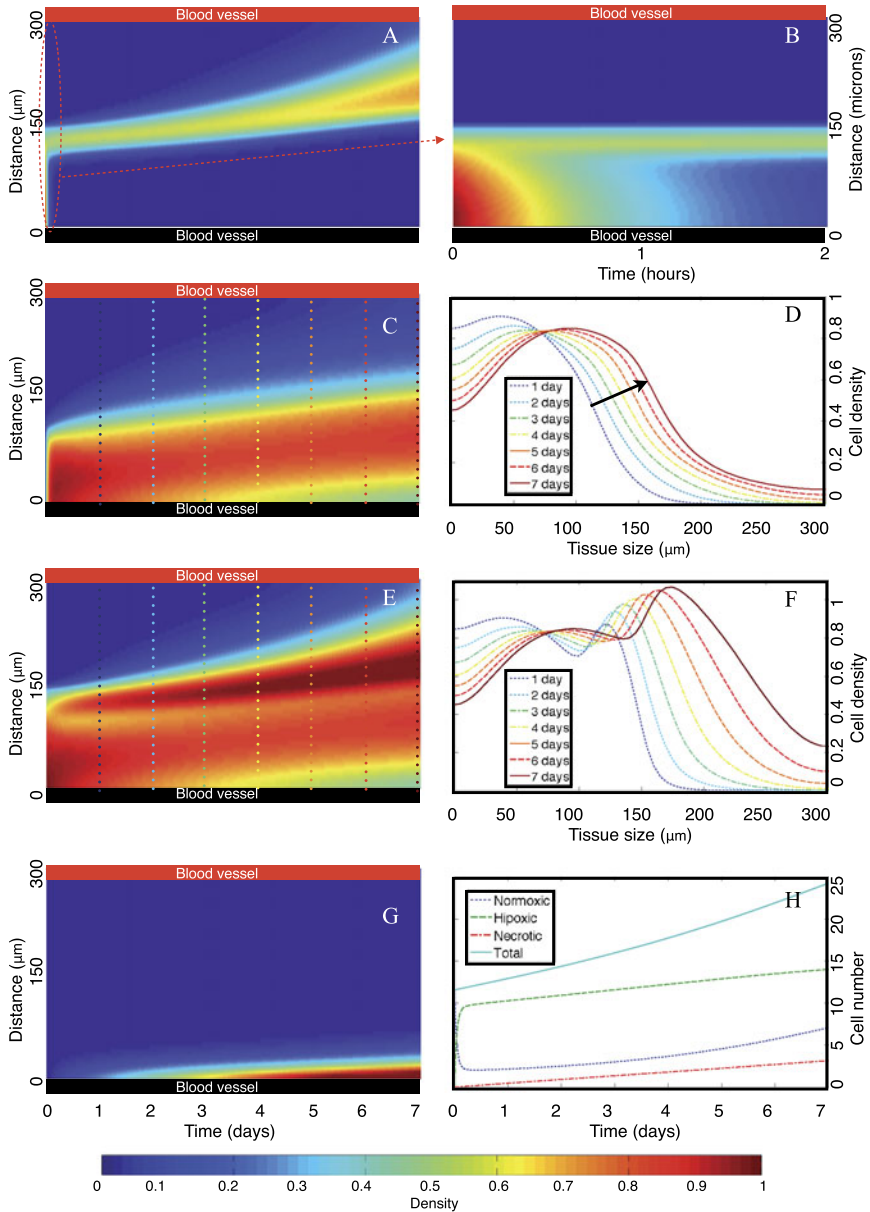 Blood vessel
A
Distance (µm)
300
150
0
Blood vessel
Blood vessel
B
Distance (microns)
300
150
0
Blood vessel
0 1 2
Time (hours)
Blood vessel
C
Distance (µm)
300
150
0
Blood vessel
D
1 day
2 days
3 days
4 days
5 days
6 days
7 days
Cell density
1
0.8
0.6
0.4
0.2
0
0 50 100 150 200 250 300
Tissue size (µm)
Blood vessel
E
Distance (µm)
300
150
0
Blood vessel
F
1 day
2 days
3 days
4 days
5 days
6 days
7 days
Cell density
1
0.8
0.6
0.4
0.2
0
0 50 100 150 200 250 300
Tissue size (µm)
Blood vessel
G
Distance (µm)
300
150
0
Blood vessel
0 1 2 3 4 5 6 7
Time (days)
H
Normoxic
Hipoxic
Necrotic
Total
Cell number
25
20
15
10
5
0
0 1 2 3 4 5 6 7
Time (days)
0 0.1 0.2 0.3 0.4 0.5 0.6 0.7 0.8 0.9 1
Density